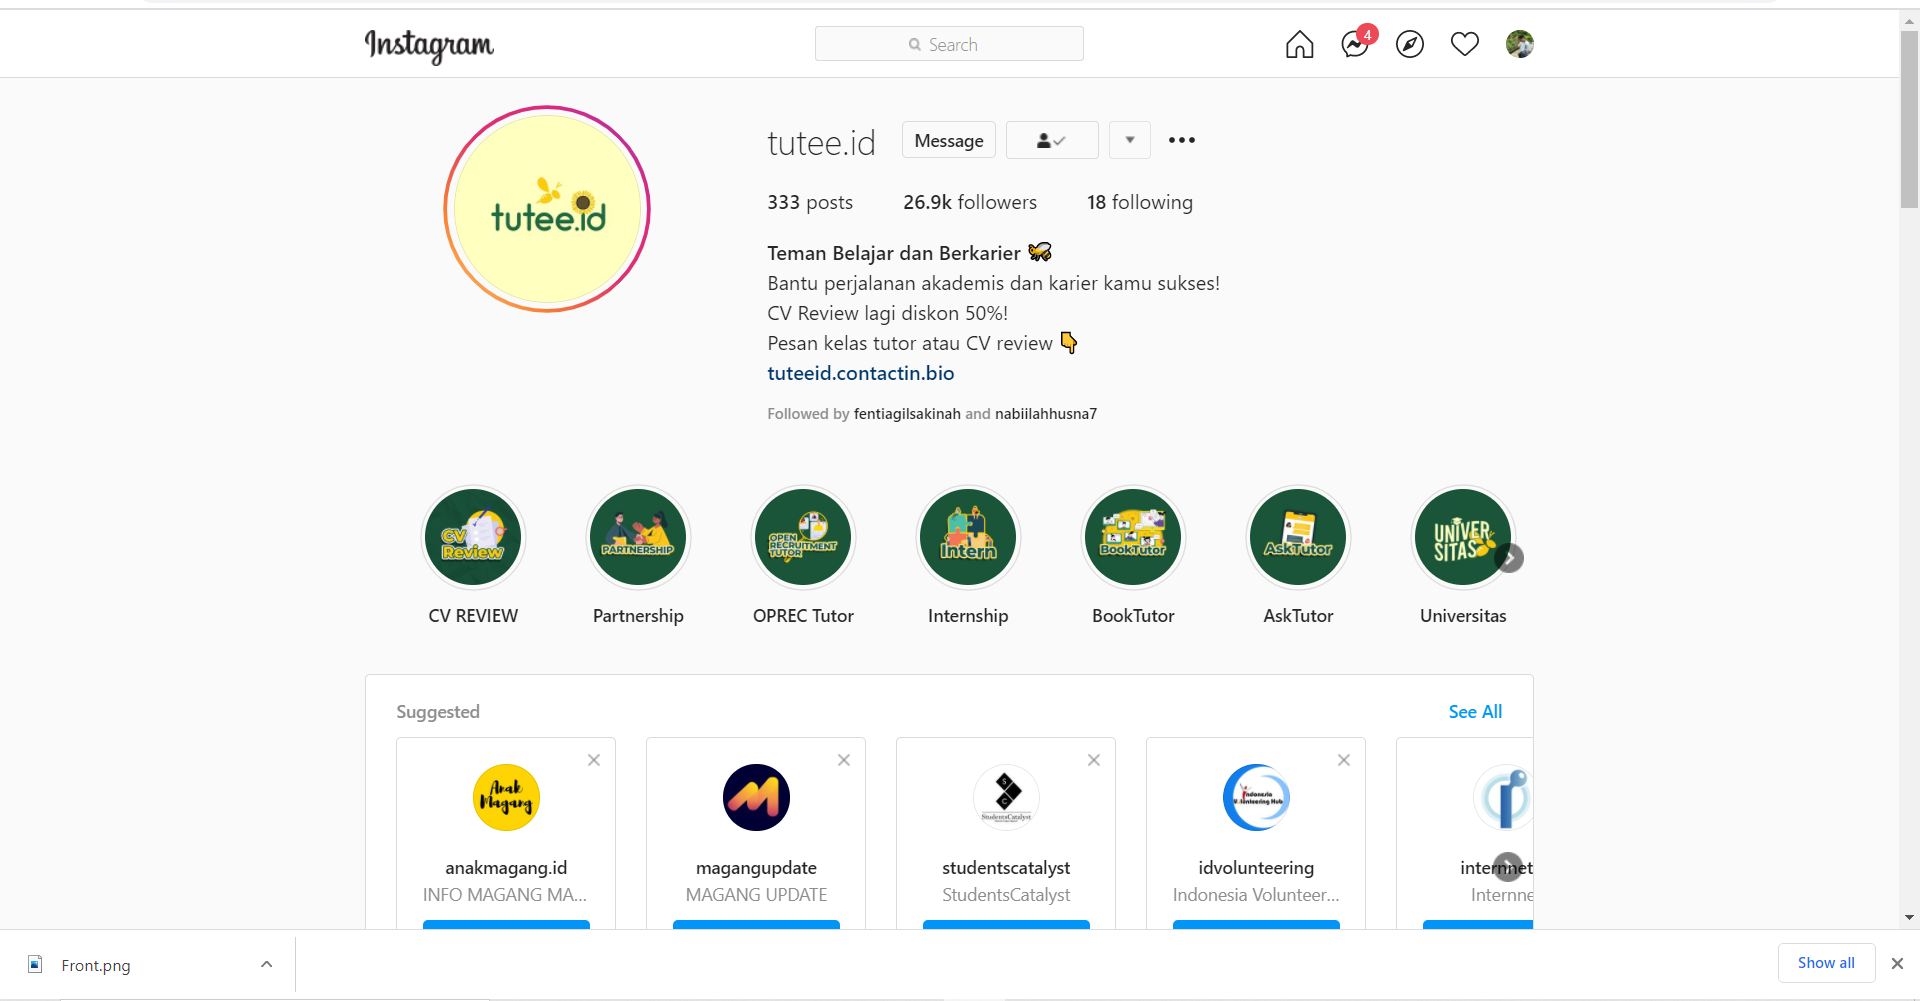 Instagram
Search
4
tutee.id
tutee.id
Message
333 posts
26.9k followers
18 following
Teman Belajar dan Berkarier
Bantu perjalanan akademis dan karier kamu sukses!
CV Review lagi diskon 50%!
Pesan kelas tutor atau CV review
tuteeid.contactin.bio
Followed by fentiagilsakinah and nabiilahhusna7
CV
Review
PARTNERSHIP
OPEN
RECRUITMENT
TUTOR
Intern
BookTutor
AskTutor
UNIVER
SITAS
CV REVIEW
Partnership
OPREC Tutor
Internship
BookTutor
AskTutor
Universitas
Suggested
See All
Anak
Magang
S
C
StudentsCatalyst
Indonesia
Volunteering Hub
anakmagang.id
magangupdate
studentscatalyst
idvolunteering
internnet
INFO MAGANG MA...
MAGANG UPDATE
StudentsCatalyst
Indonesia Volunteer...
Internne
Front.png
Show all